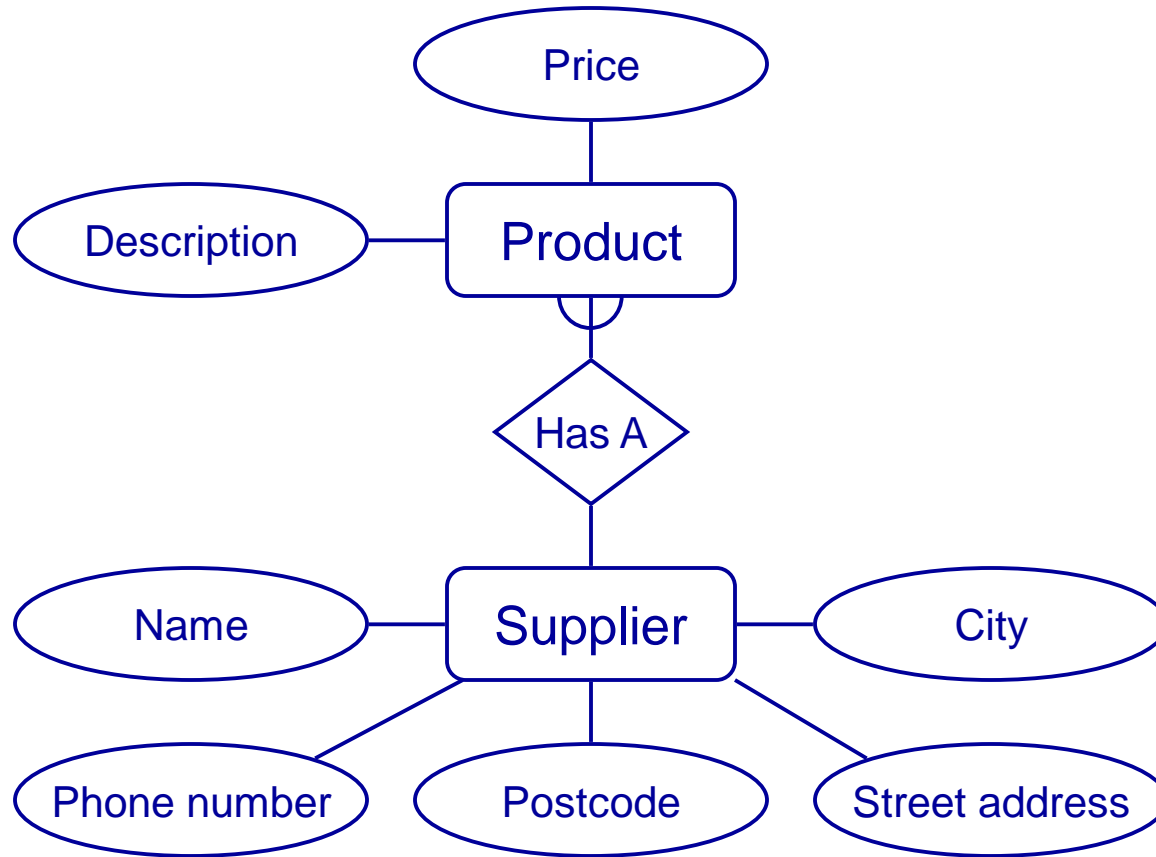 Price
Description
Product
Has A
Name
Supplier
City
Phone number
Postcode
Street address